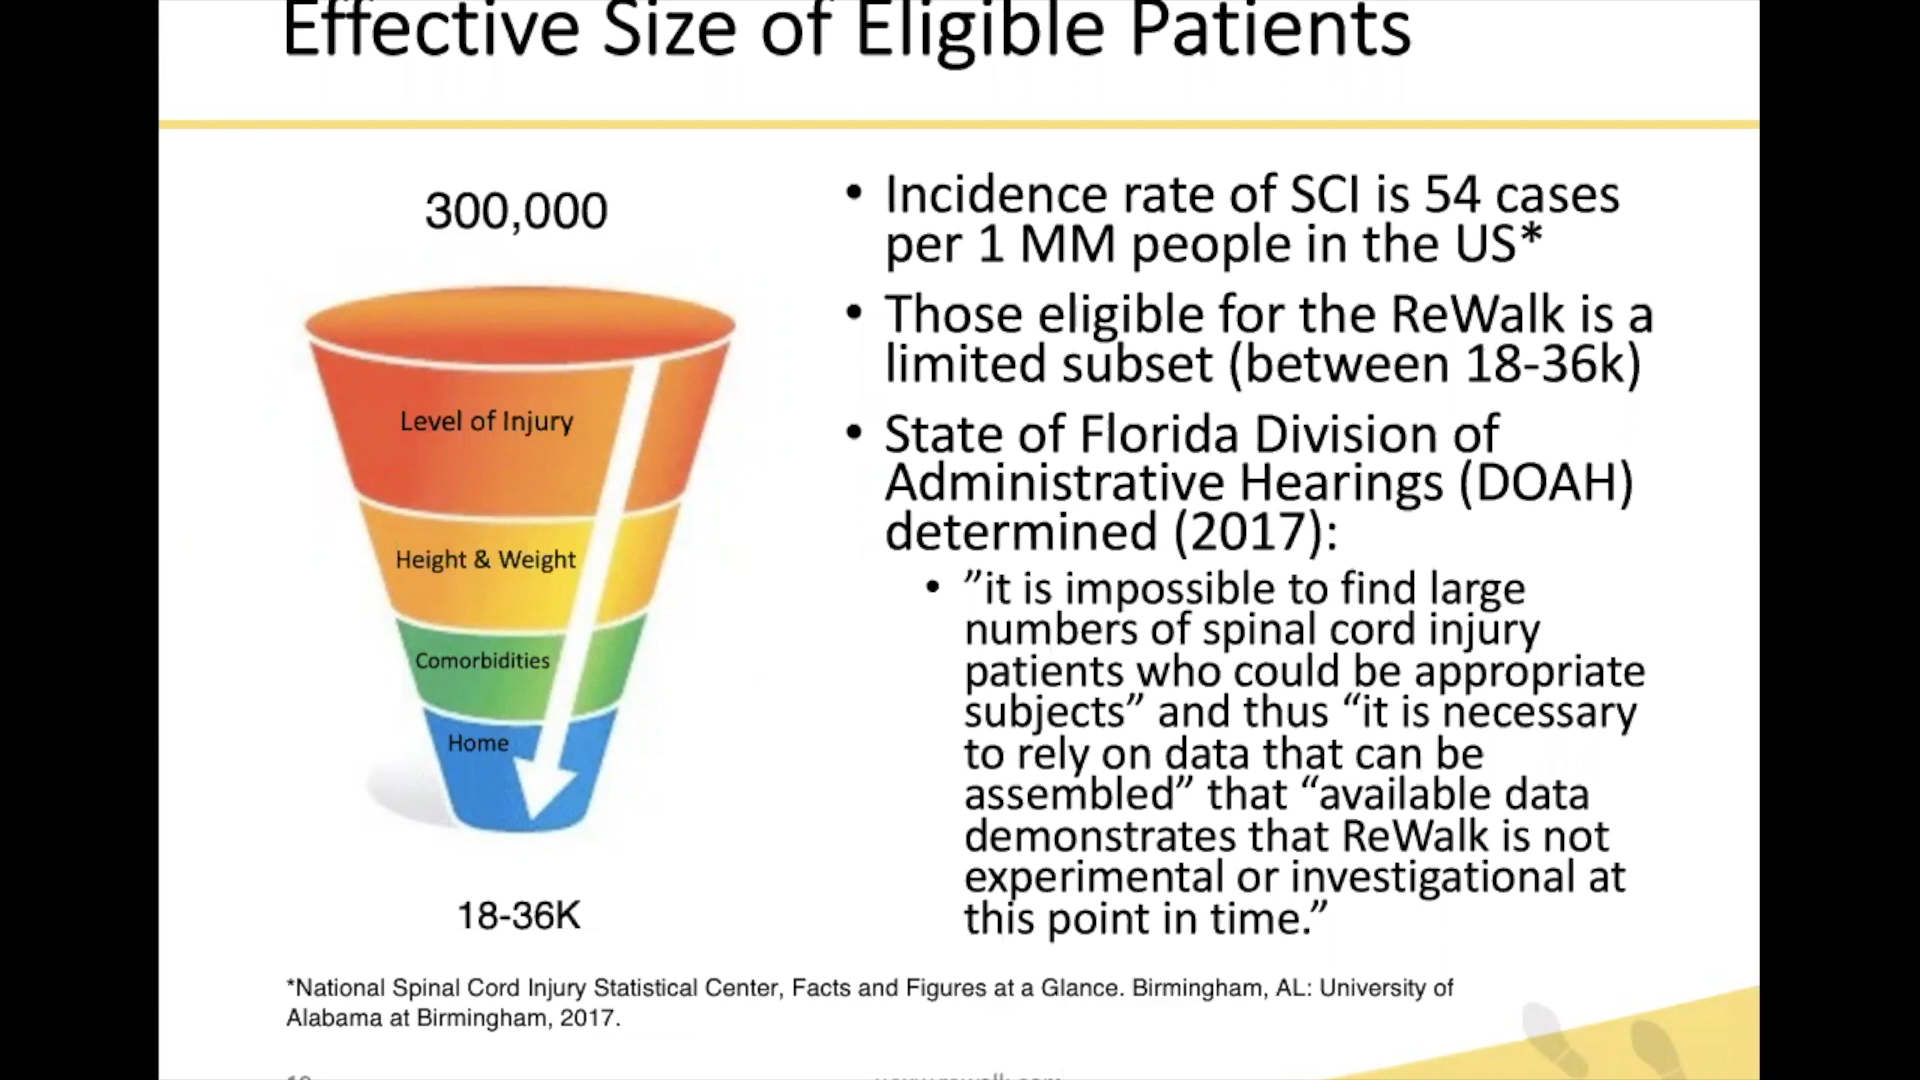 Effective Size of Eligible Patients
300,000
Level of Injury
Height & Weight
Comorbidities
Home
18-36K
• Incidence rate of SCI is 54 cases
per 1 MM people in the US*
• Those eligible for the ReWalk is a
limited subset (between 18-36k)
• State of Florida Division of
Administrative Hearings (DOAH)
determined (2017):
• ”it is impossible to find large
numbers of spinal cord injury
patients who could be appropriate
subjects” and thus “it is necessary
to rely on data that can be
assembled” that “available data
demonstrates that ReWalk is not
experimental or investigational at
this point in time.”
*National Spinal Cord Injury Statistical Center, Facts and Figures at a Glance. Birmingham, AL: University of
Alabama at Birmingham, 2017.